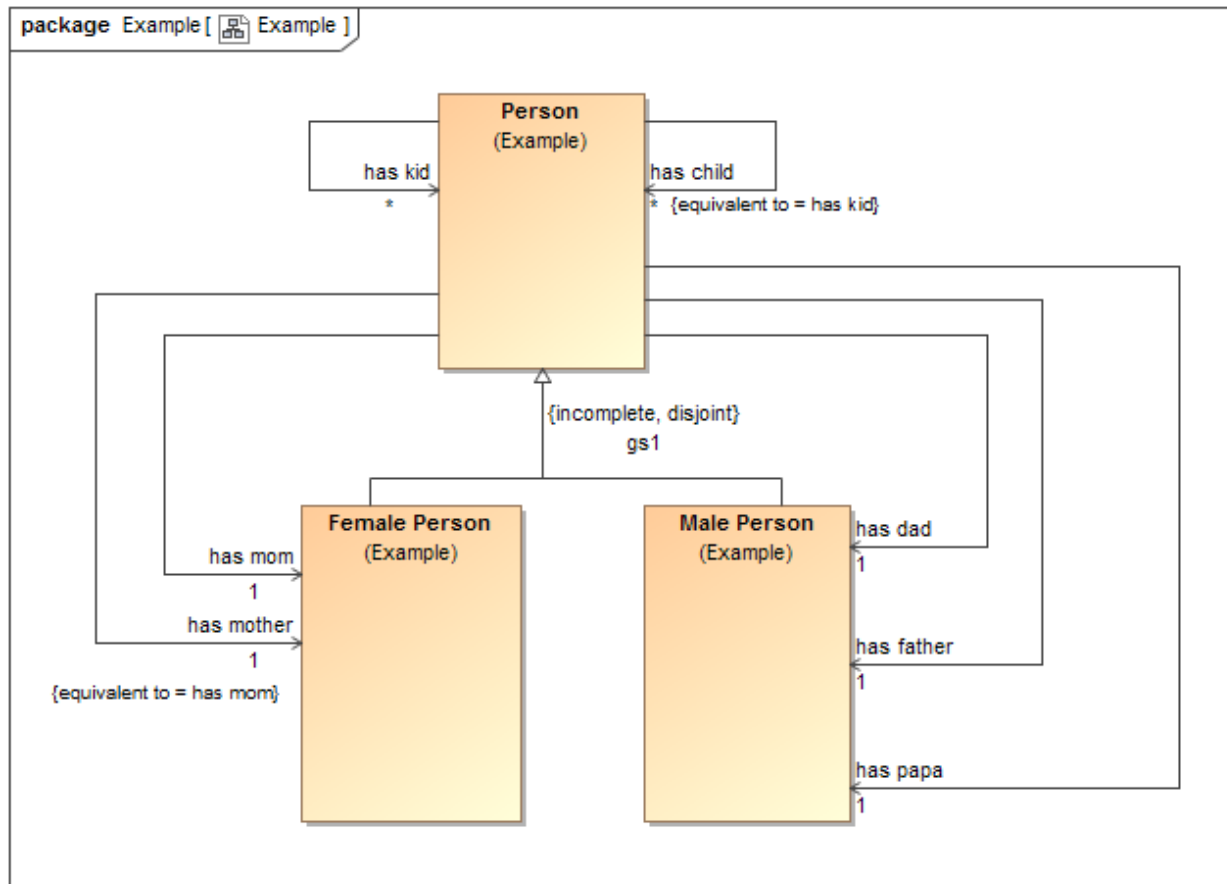 package Example [ Example ]
Person
(Example)
has kid
*
has child
* {equivalent to = has kid}
{incomplete, disjoint}
gs1
Female Person
(Example)
Male Person
(Example)
has mom
1
has mother
1
{equivalent to = has mom}
has dad
1
has father
1
has papa
1